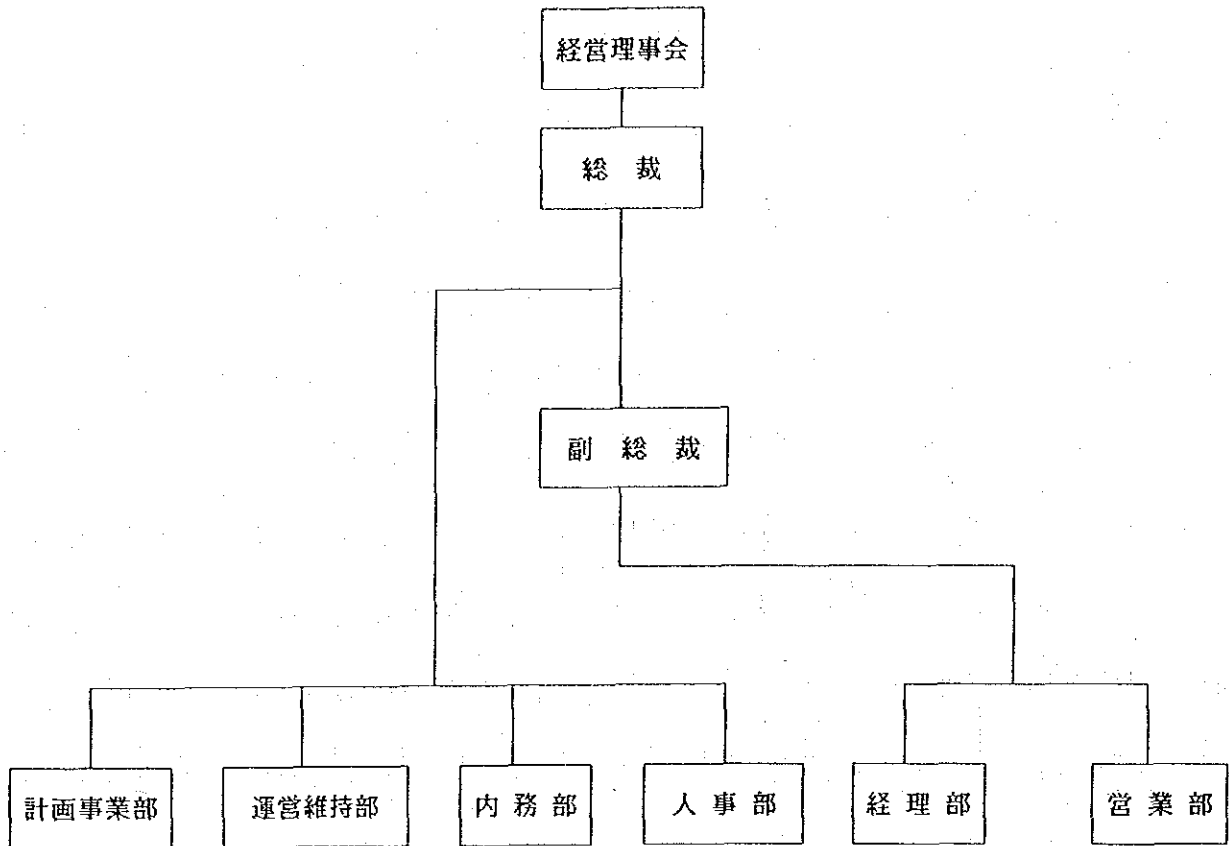 経営理事会
総 裁
副 総 裁
計画事業部
運営維持部
内 務 部
人 事 部
経 理 部
営 業 部